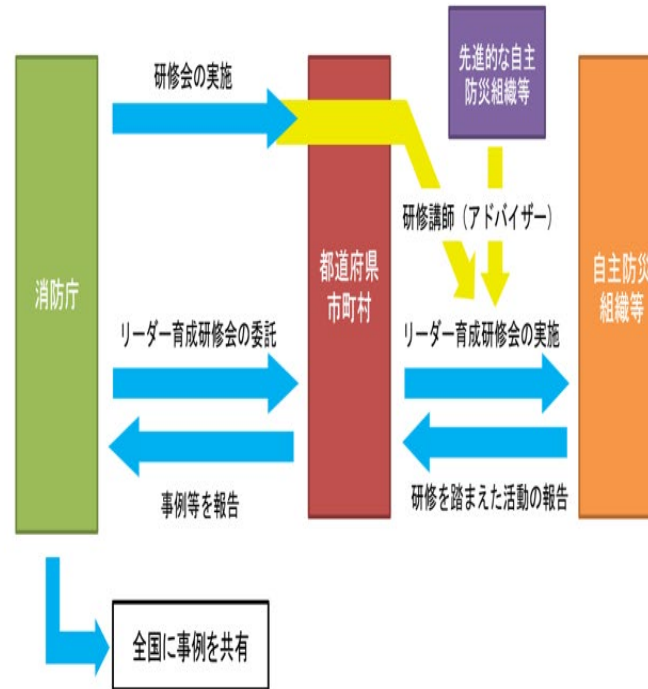 先進的な自主
防災組織等
研修会の実施
研修講師（アドバイザー）
消防庁
都道府県
市町村
自主防災
組織等
リーダー育成研修会の委託
リーダー育成研修会の実施
事例等を報告
研修を踏まえた活動の報告
全国に事例を共有